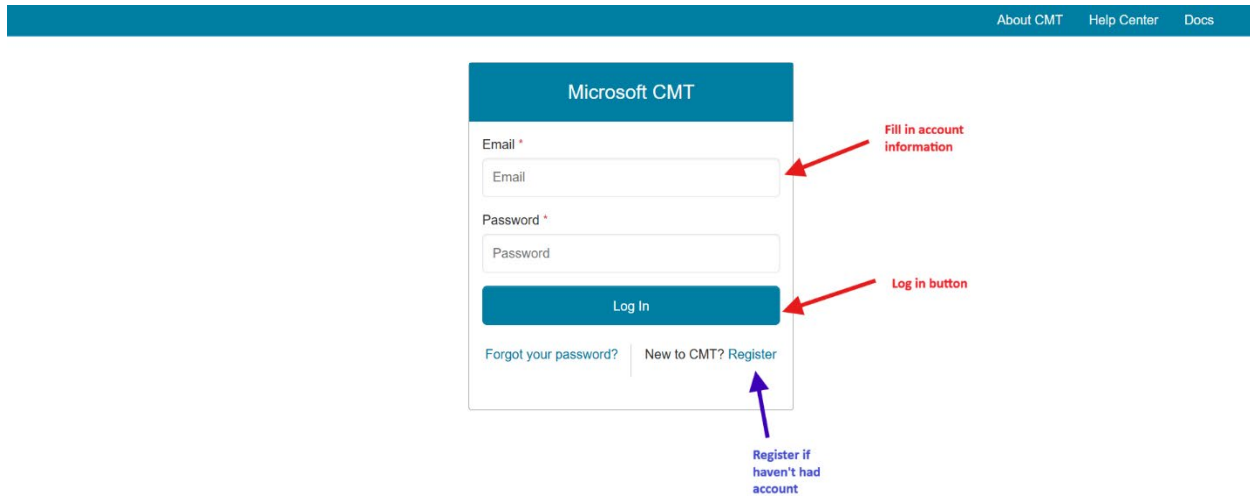 About CMT Help Center Docs
Microsoft CMT
Email *
Email
Fill in account
information
Password *
Password
Log In
Log in button
Forgot your password? New to CMT? Register
Register if
haven't had
account